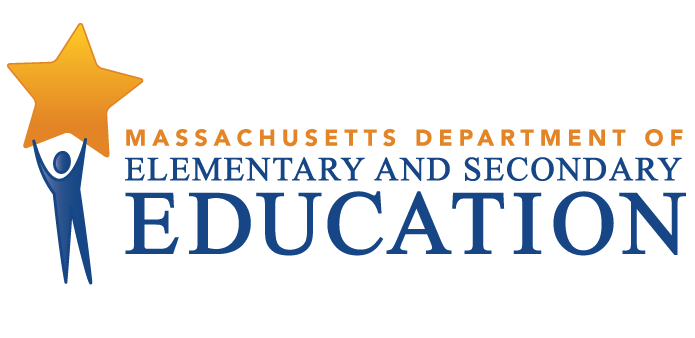 MASSACHUSETTS DEPARTMENT OF
ELEMENTARY AND SECONDARY
EDUCATION